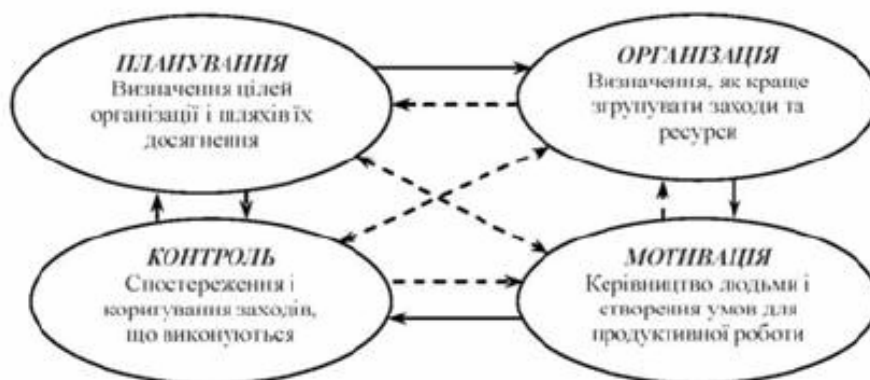 ПЛАНУВАННЯ
Визначення цілей
організації і шляхів їх
досягнення
ОРГАНІЗАЦІЯ
Визначення, як краще
згрупувати заходи та
ресурси
КОНТРОЛЬ
Спостереження і
коригування заходів,
що виконуються
МОТИВАЦІЯ
Керівництво людьми і
створення умов для
продуктивної роботи